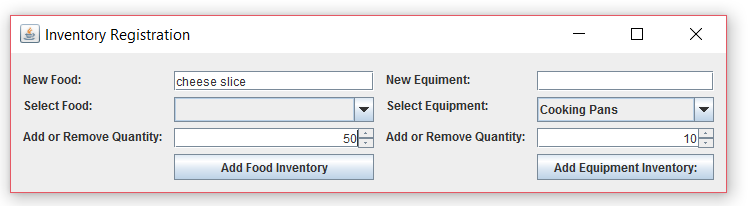 Inventory Registration
New Food: cheese slice New Equiment:
Select Food: Select Equipment: Cooking Pans
Add or Remove Quantity: 50 Add or Remove Quantity: 10
Add Food Inventory Add Equipment Inventory: